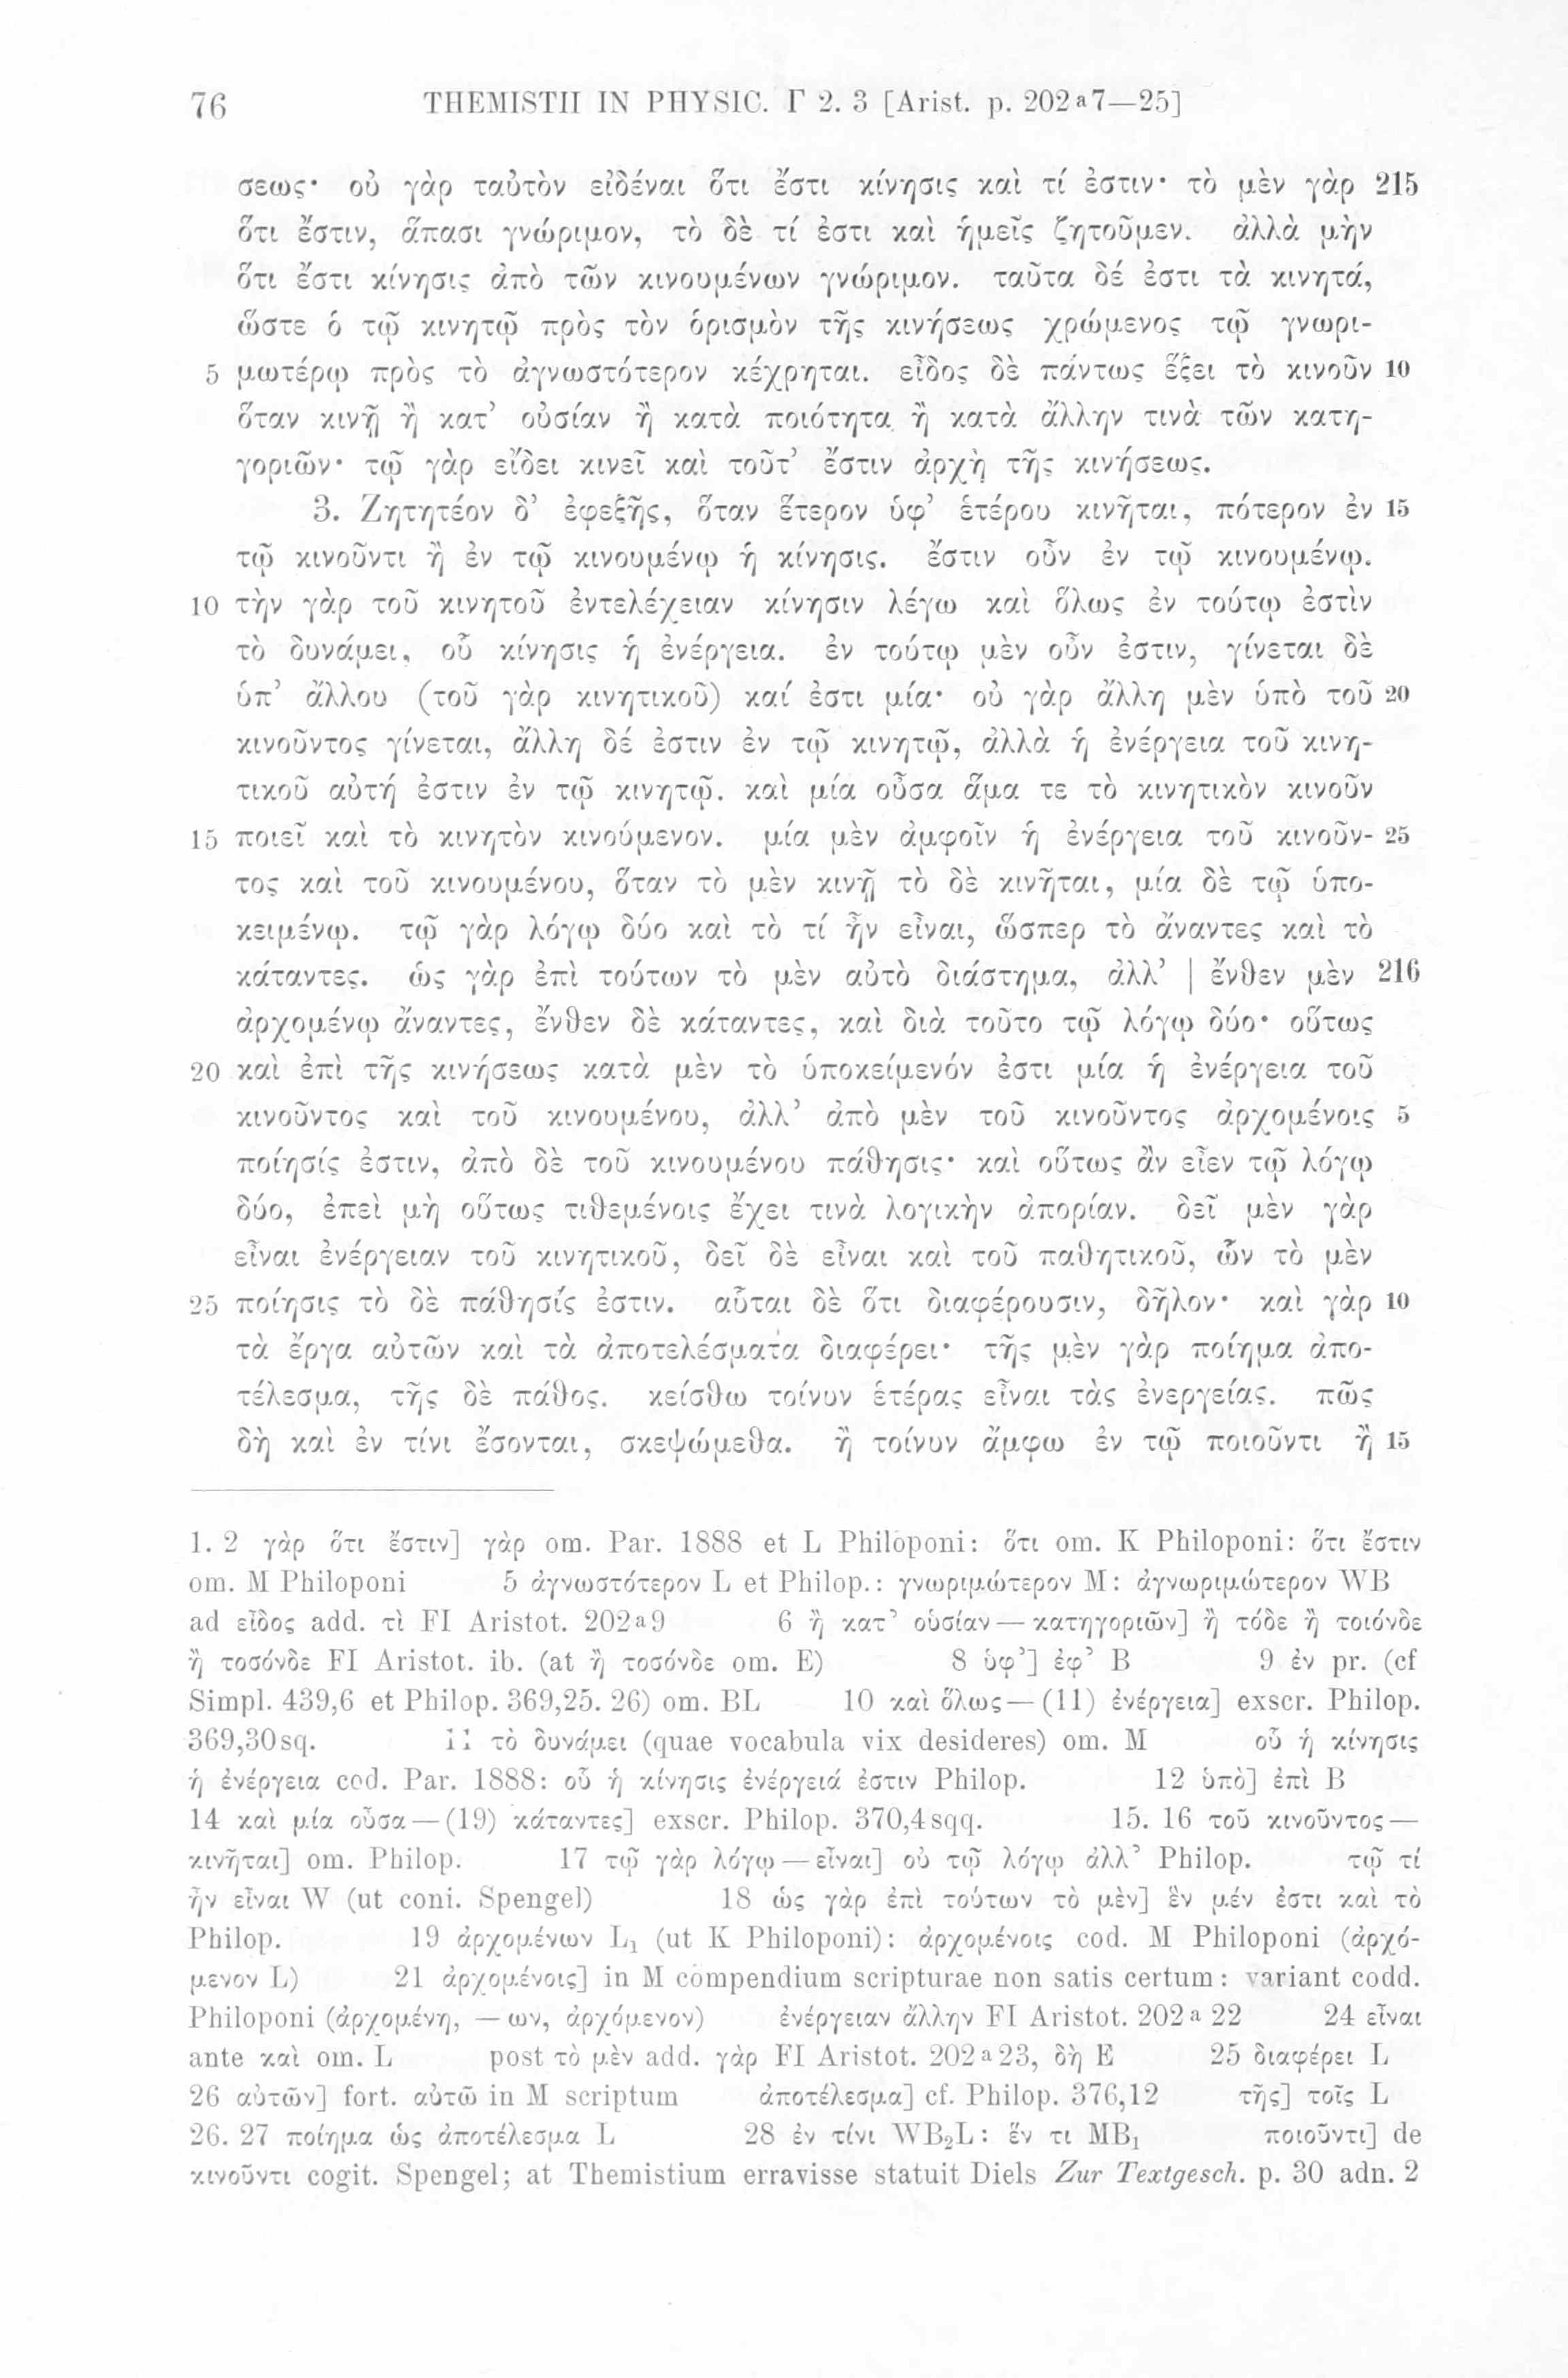 76 THEMISTII IN PHYSIC. Γ 2. 3 [Arist. p. 202ª7—25]
σεως· οὐ γὰρ ταὐτὸν εἰδέναι ὅτι ἔστι κίνησις καὶ τί ἐστιν· τὸ μὲν γὰρ 215
ὅτι ἔστιν, ἅπασι γνώριμον, τὸ δὲ τί ἐστι καὶ ἡμεῖς ζητοῦμεν. ἀλλὰ μὴν
ὅτι ἔστι κίνησις ἀπὸ τῶν κινουμένων γνώριμον. ταῦτα δέ ἐστι τὰ κινητά,
ὥστε ὁ τῷ κινητῷ πρὸς τὸν ὁρισμὸν τῆς κινήσεως χρώμενος τῷ γνωρι-
5 μωτέρῳ πρὸς τὸ ἀγνωστότερον κέχρηται. εἶδος δὲ πάντως ἕξει τὸ κινοῦν 10
ὅταν κινῇ ἢ κατ’ οὐσίαν ἢ κατὰ ποιότητα ἢ κατὰ ἄλλην τινὰ τῶν κατη-
γοριῶν· τῷ γὰρ εἴδει κινεῖ καὶ τοῦτ’ ἔστιν ἀρχὴ τῆς κινήσεως.
3. Ζητητέον δ’ ἐφεξῆς, ὅταν ἕτερον ὑφ’ ἑτέρου κινῆται, πότερον ἐν 15
τῷ κινοῦντι ἢ ἐν τῷ κινουμένῳ ἡ κίνησις. ἔστιν οὖν ἐν τῷ κινουμένῳ.
10 τὴν γὰρ τοῦ κινητοῦ ἐντελέχειαν κίνησιν λέγω καὶ ὅλως ἐν τούτῳ ἐστὶν
τὸ δυνάμει, οὗ κίνησις ἡ ἐνέργεια. ἐν τούτῳ μὲν οὖν ἐστιν, γίνεται δὲ
ὑπ’ ἄλλου (τοῦ γὰρ κινητικοῦ) καί ἐστι μία· οὐ γὰρ ἄλλη μὲν ὑπὸ τοῦ 20
κινοῦντος γίνεται, ἄλλη δέ ἐστιν ἐν τῷ κινητῷ, ἀλλὰ ἡ ἐνέργεια τοῦ κινη-
τικοῦ αὐτή ἐστιν ἐν τῷ κινητῷ. καὶ μία οὖσα ἅμα τε τὸ κινητικὸν κινοῦν
15 ποιεῖ καὶ τὸ κινητὸν κινούμενον. μία μὲν ἀμφοῖν ἡ ἐνέργεια τοῦ κινοῦν- 25
τος καὶ τοῦ κινουμένου, ὅταν τὸ μὲν κινῇ τὸ δὲ κινῆται, μία δὲ τῷ ὑπο-
κειμένῳ. τῷ γὰρ λόγῳ δύο καὶ τὸ τί ἦν εἶναι, ὥσπερ τὸ ἄναντες καὶ τὸ
κάταντες. ὡς γὰρ ἐπὶ τούτων τὸ μὲν αὐτὸ διάστημα, ἀλλ’ | ἔνθεν μὲν 216
ἀρχομένῳ ἄναντες, ἔνθεν δὲ κάταντες, καὶ διὰ τοῦτο τῷ λόγῳ δύο· οὕτως
20 καὶ ἐπὶ τῆς κινήσεως κατὰ μὲν τὸ ὑποκείμενόν ἐστι μία ἡ ἐνέργεια τοῦ
κινοῦντος καὶ τοῦ κινουμένου, ἀλλ’ ἀπὸ μὲν τοῦ κινοῦντος ἀρχομένοις 5
ποίησίς ἐστιν, ἀπὸ δὲ τοῦ κινουμένου πάθησις· καὶ οὕτως ἂν εἶεν τῷ λόγῳ
δύο, ἐπεὶ μὴ οὕτως τιθεμένοις ἔχει τινὰ λογικὴν ἀπορίαν. δεῖ μὲν γὰρ
εἶναι ἐνέργειαν τοῦ κινητικοῦ, δεῖ δὲ εἶναι καὶ τοῦ παθητικοῦ, ὧν τὸ μὲν
25 ποίησις τὸ δὲ πάθησίς ἐστιν. αὗται δὲ ὅτι διαφέρουσιν, δῆλον· καὶ γὰρ 10
τὰ ἔργα αὐτῶν καὶ τὰ ἀποτελέσματα διαφέρει· τῆς μὲν γὰρ ποίημα ἀπο-
τέλεσμα, τῆς δὲ πάθος. κείσθω τοίνυν ἑτέρας εἶναι τὰς ἐνεργείας. πῶς
δὴ καὶ ἐν τίνι ἔσονται, σκεψώμεθα. ἢ τοίνυν ἄμφω ἐν τῷ ποιοῦντι ἢ 15
1. 2 γὰρ ὅτι ἔστιν] γὰρ om. Par. 1888 et L Philoponi: ὅτι om. K Philoponi: ὅτι ἔστιν
om. M Philoponi 5 ἀγνωστότερον L et Philop.: γνωριμώτερον M: ἀγνωριμώτερον WB
ad εἶδος add. τὶ FI Aristot. 202ª9 6 ἢ κατ’ οὐσίαν — κατηγοριῶν] ἢ τόδε ἢ τοιόνδε
ἢ τοσόνδε FI Aristot. ib. (at ἢ τοσόνδε om. E) 8 ὑφ’] ἐφ’ B 9 ἐν pr. (cf
Simpl. 439,6 et Philop. 369,25. 26) om. BL 10 καὶ ὅλως — (11) ἐνέργεια] exscr. Philop.
369,30sq. 11 τὸ δυνάμει (quae vocabula vix desideres) om. M οὗ ἡ κίνησις
ἡ ἐνέργεια cod. Par. 1888: οὗ ἡ κίνησις ἐνέργειά ἐστιν Philop. 12 ὑπὸ] ἐπὶ B
14 καὶ μία οὖσα — (19) κάταντες] exscr. Philop. 370,4sqq. 15. 16 τοῦ κινοῦντος —
κινῆται] om. Philop. 17 τῷ γὰρ λόγῳ — εἶναι] οὐ τῷ λόγῳ ἀλλ’ Philop. τῷ τί
ἦν εἶναι W (ut coni. Spengel) 18 ὡς γὰρ ἐπὶ τούτων τὸ μὲν] ἓν μέν ἐστι καὶ τὸ
Philop. 19 ἀρχομένων L₁ (ut K Philoponi): ἀρχομένοις cod. M Philoponi (ἀρχό-
μενον L) 21 ἀρχομένοις] in M compendium scripturae non satis certum: variant codd.
Philoponi (ἀρχομένη, — ων, ἀρχόμενον) ἐνέργειαν ἄλλην FI Aristot. 202ª 22 24 εἶναι
ante καὶ om. L post τὸ μὲν add. γὰρ FI Aristot. 202ª23, δὴ E 25 διαφέρει L
26 αὐτῶν] fort. αὐτῶ in M scriptum ἀποτέλεσμα] cf. Philop. 376,12 τῆς] τοῖς L
26. 27 ποίημα ὡς ἀποτέλεσμα L 28 ἐν τίνι WB₂L: ἕν τι MB₁ ποιοῦντι] de
κινοῦντι cogit. Spengel; at Themistium erravisse statuit Diels Zur Textgesch. p. 30 adn. 2